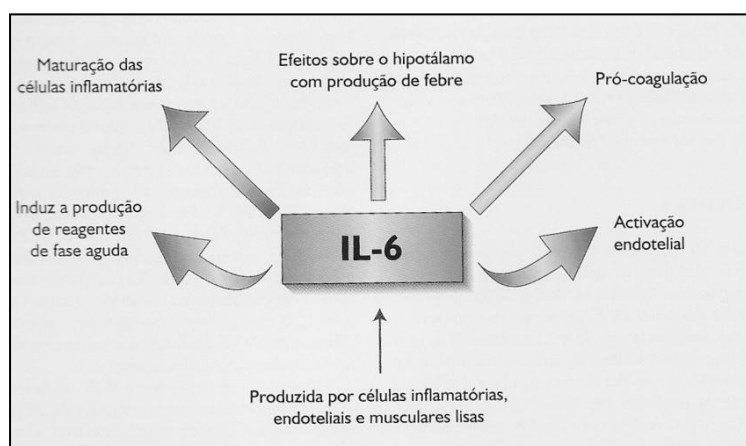 Maturação das
células inflamatórias
Efeitos sobre o hipotálamo
com produção de febre
Pró-coagulação
Induz a produção
de reagentes
de fase aguda
IL-6
Activação
endotelial
Produzida por células inflamatórias,
endoteliais e musculares lisas